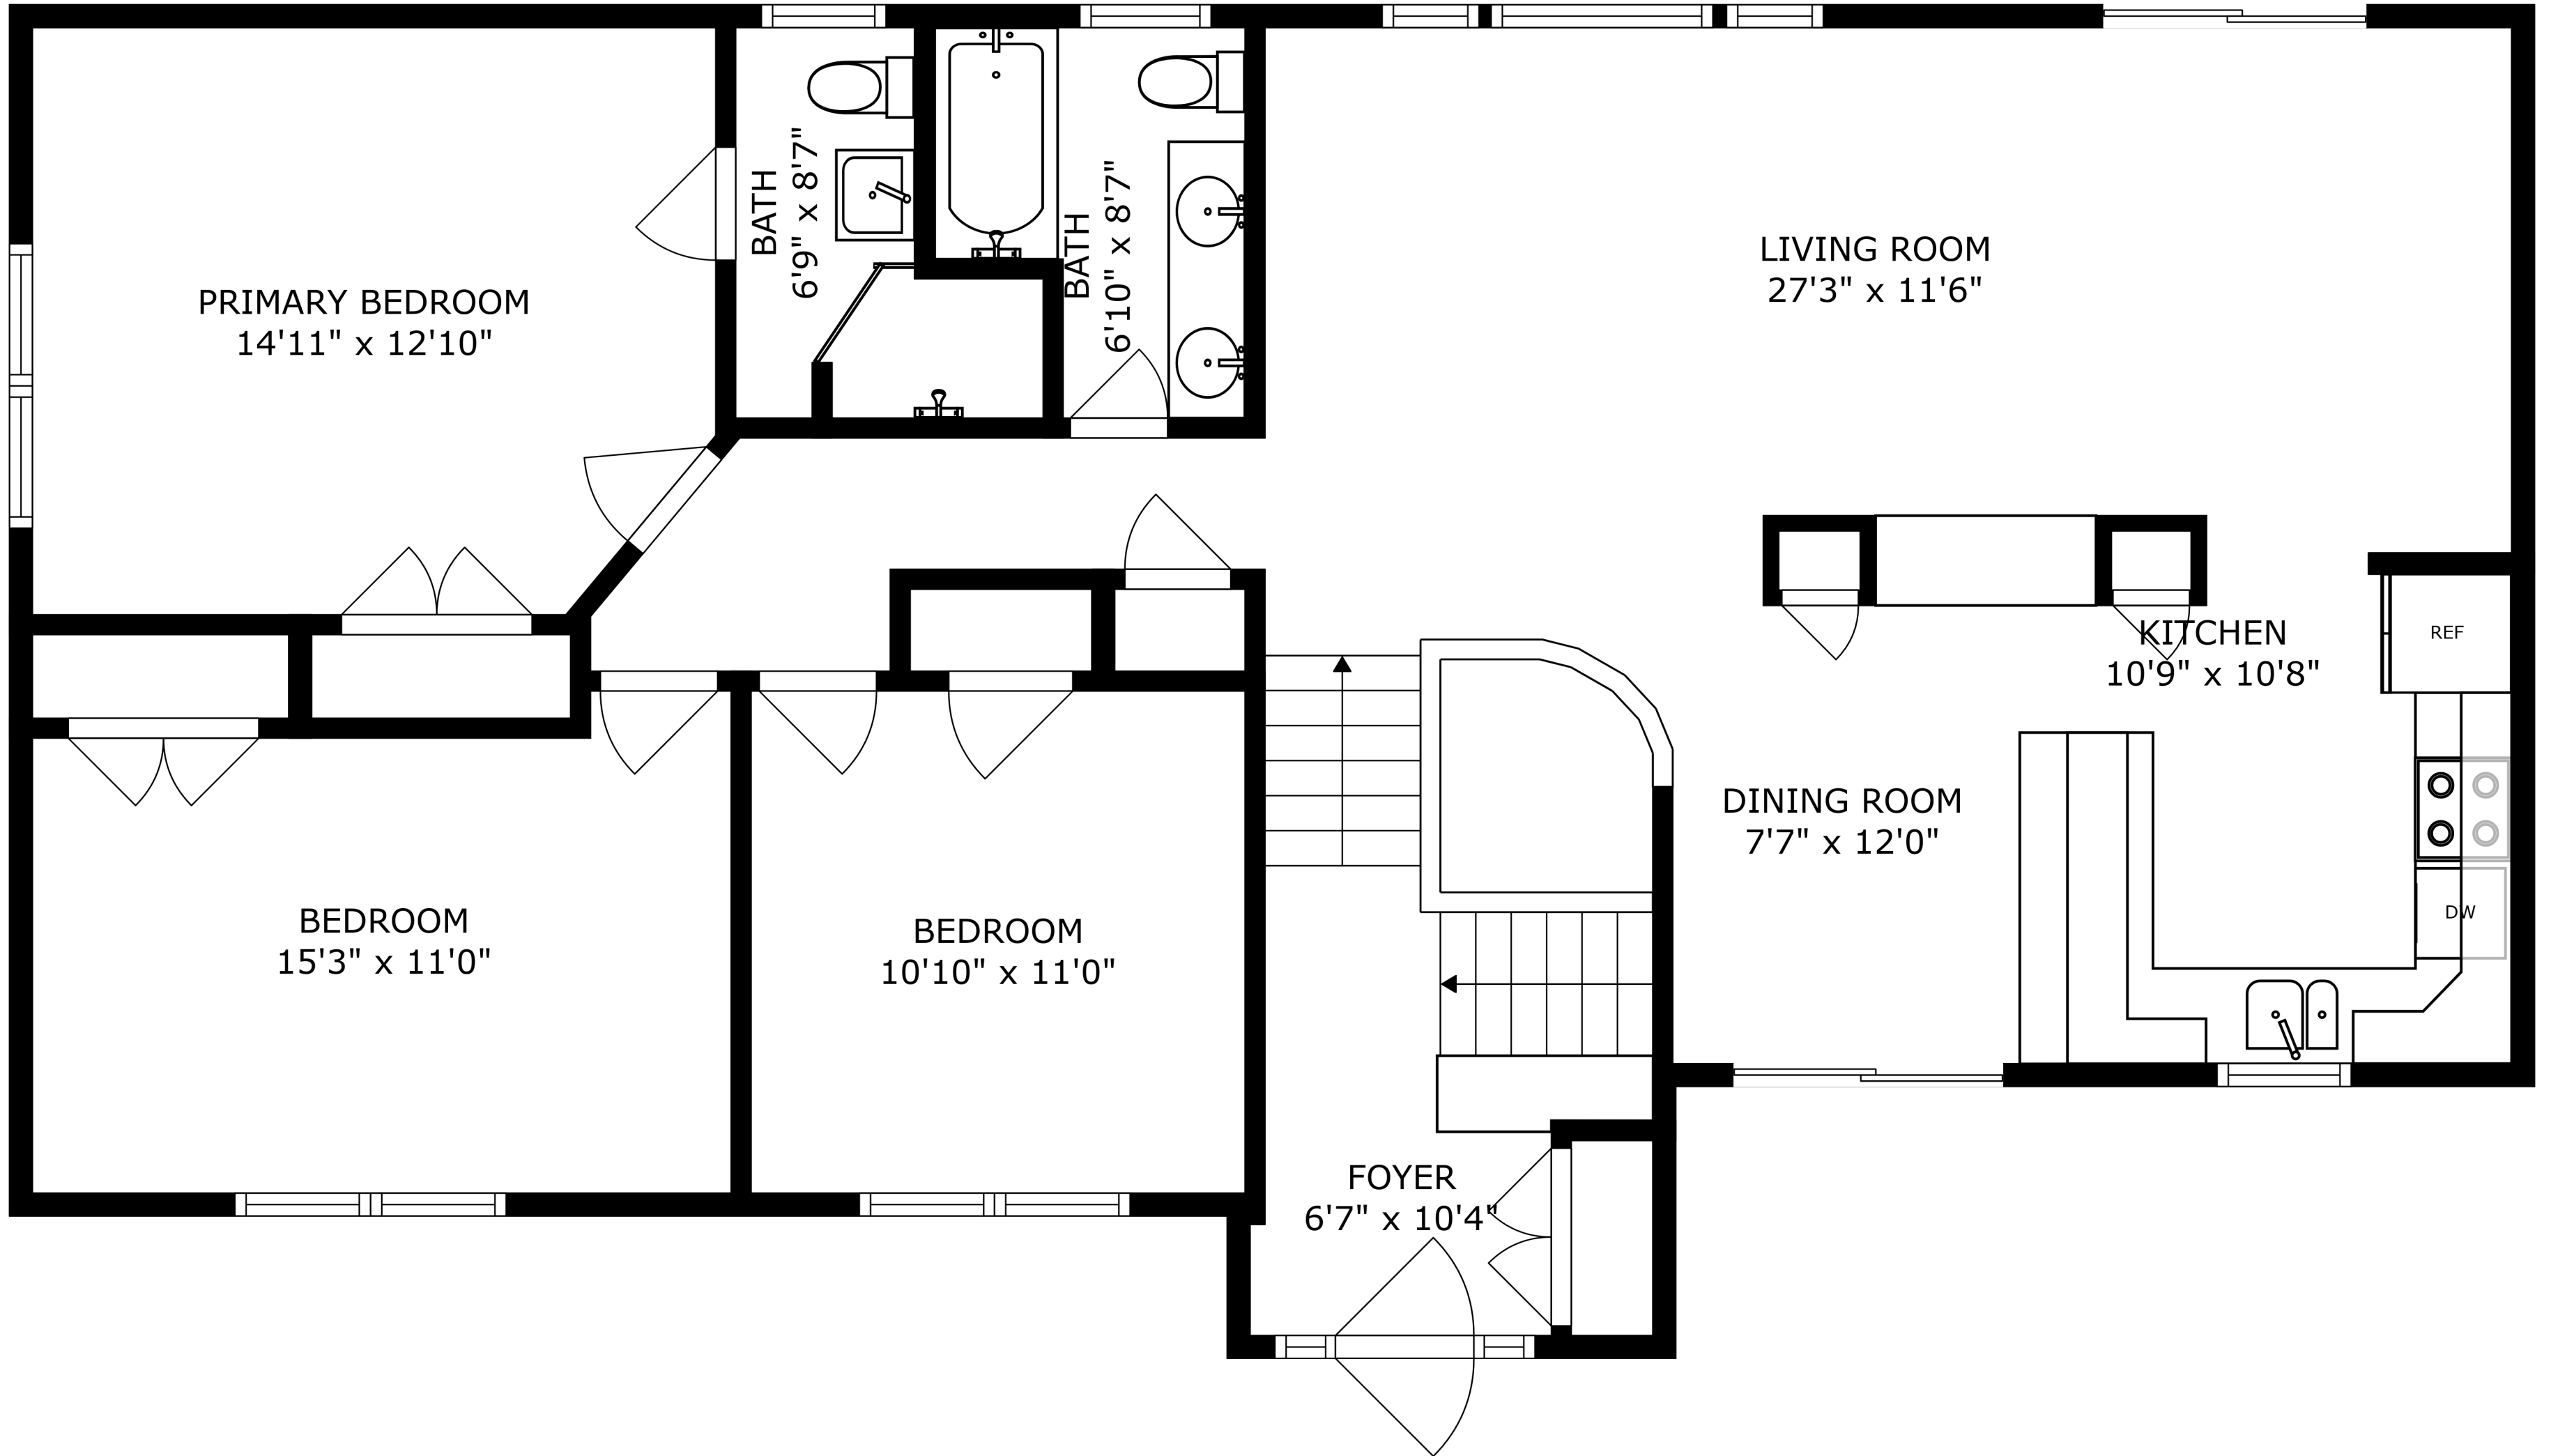 PRIMARY BEDROOM
14'11" x 12'10"
BATH
6'9" x 8'7"
BATH
6'10" x 8'7"
LIVING ROOM
27'3" x 11'6"
KITCHEN
10'9" x 10'8"
REF
DINING ROOM
7'7" x 12'0"
DW
BEDROOM
15'3" x 11'0"
BEDROOM
10'10" x 11'0"
FOYER
6'7" x 10'4"